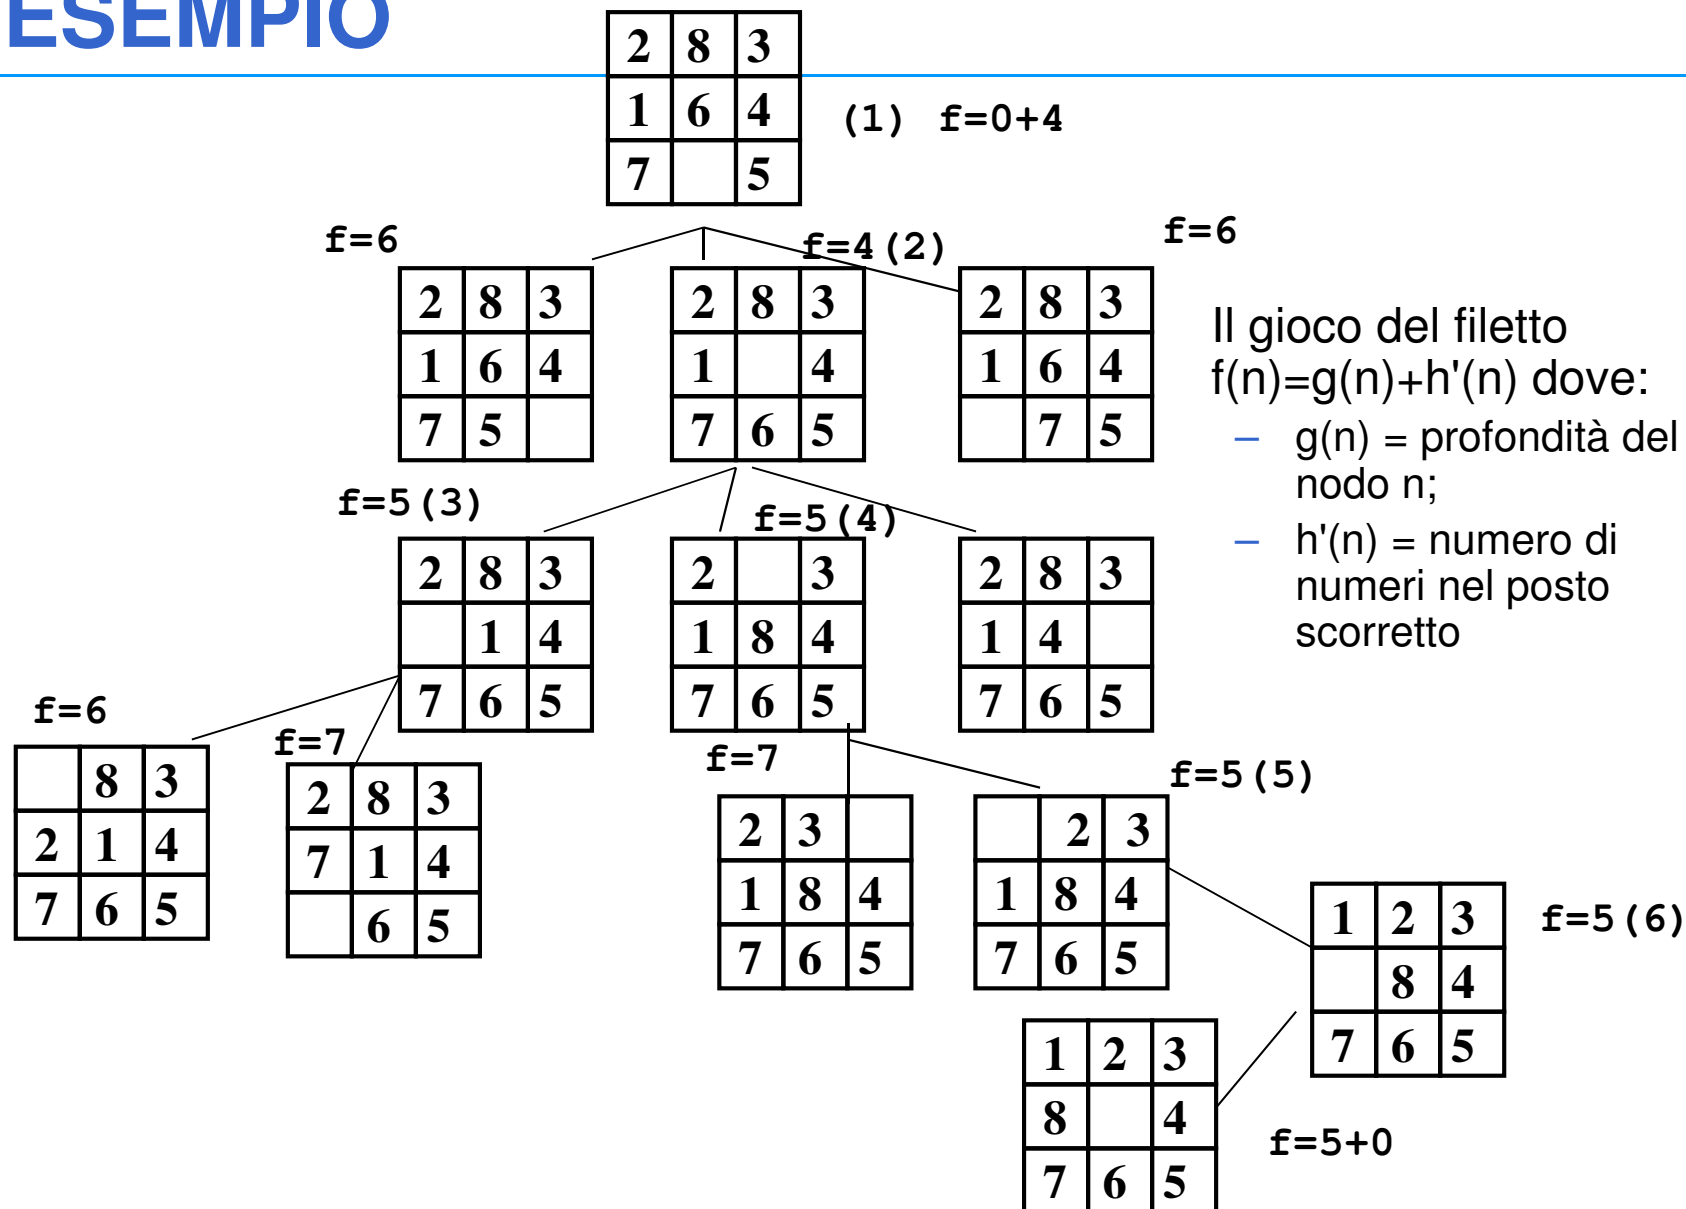 ESEMPIO
2 8 3
1 6 4
7 5
(1) f=0+4
f=6
f=4(2)
f=6
2 8 3
1 6 4
7 5
2 8 3
1 4
7 6 5
2 8 3
1 6 4
7 5
Il gioco del filetto
f(n)=g(n)+h'(n) dove:
– g(n) = profondità del
nodo n;
– h'(n) = numero di
numeri nel posto
scorretto
f=5(3)
f=5(4)
2 8 3
1 4
7 6 5
2 3
1 8 4
7 6 5
2 8 3
1 4
7 6 5
f=6
f=7
f=7
f=5(5)
8 3
2 1 4
7 6 5
2 8 3
7 1 4
6 5
2 3
1 8 4
7 6 5
2 3
1 8 4
7 6 5
1 2 3
8 4
7 6 5
f=5(6)
1 2 3
8 4
7 6 5
f=5+0